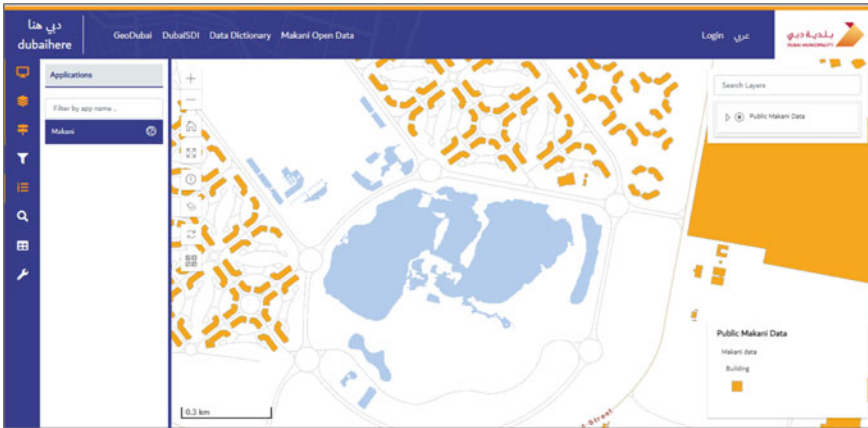 دبي هنا
dubaihere
GeoDubai DubaiSDI Data Dictionary Makani Open Data
Login عربي
بلدية دبي
DUBAI MUNICIPALITY
Applications
Filter by app name ..
Makani
Search Layers
Public Makani Data
Public Makani Data
Makani data
Building
0.3 km
Street